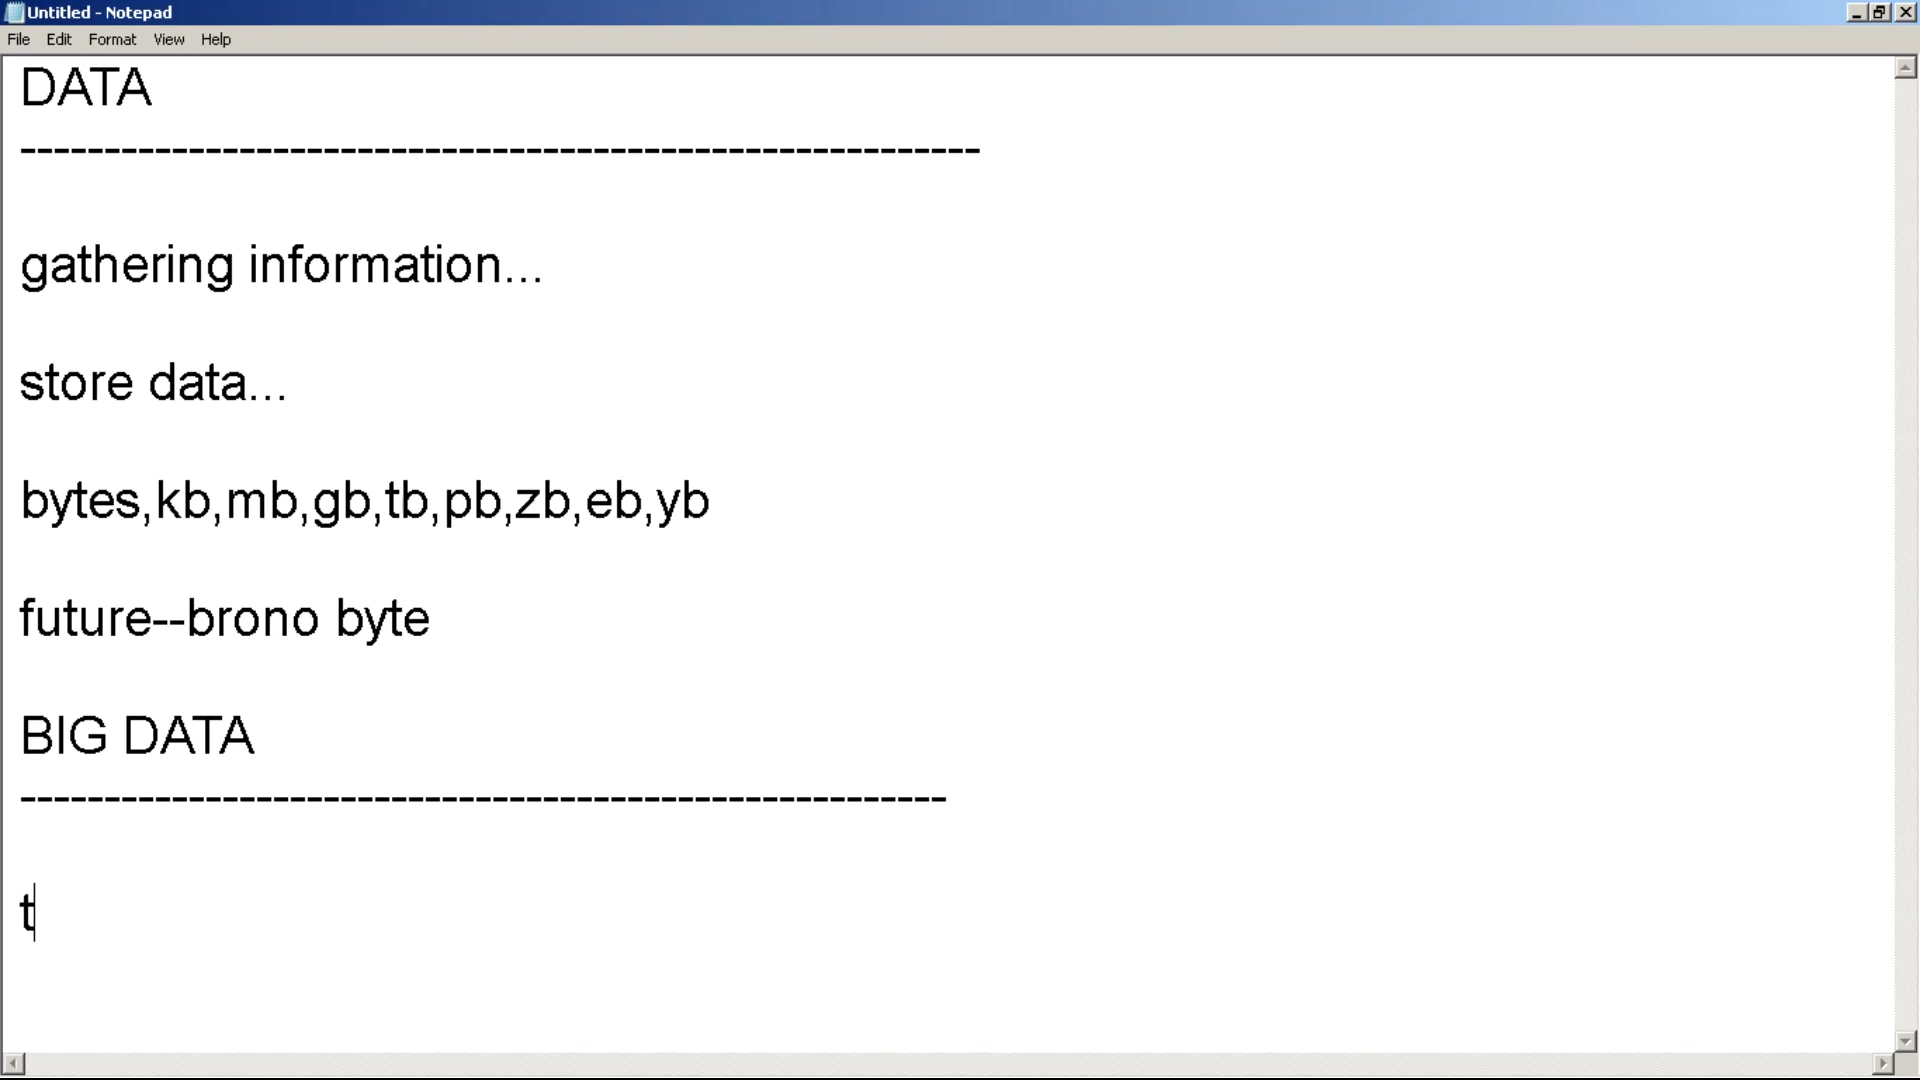 Untitled - Notepad
File Edit Format View Help
DATA
---------------------------------------------------------
gathering information...
store data...
bytes,kb,mb,gb,tb,pb,zb,eb,yb
future--brono byte
BIG DATA
-------------------------------------------------------
t